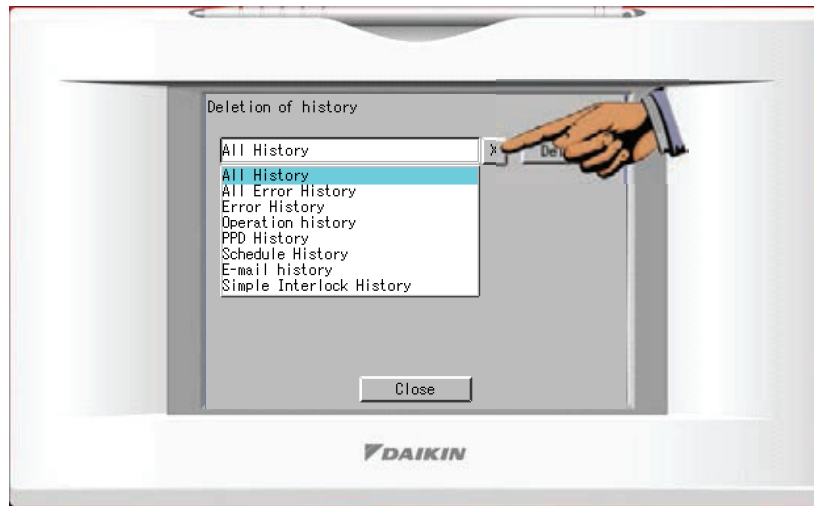 Deletion of history
All History
All History
All Error History
Error History
Operation history
PPD History
Schedule History
E-mail history
Simple Interlock History
Close
DAIKIN